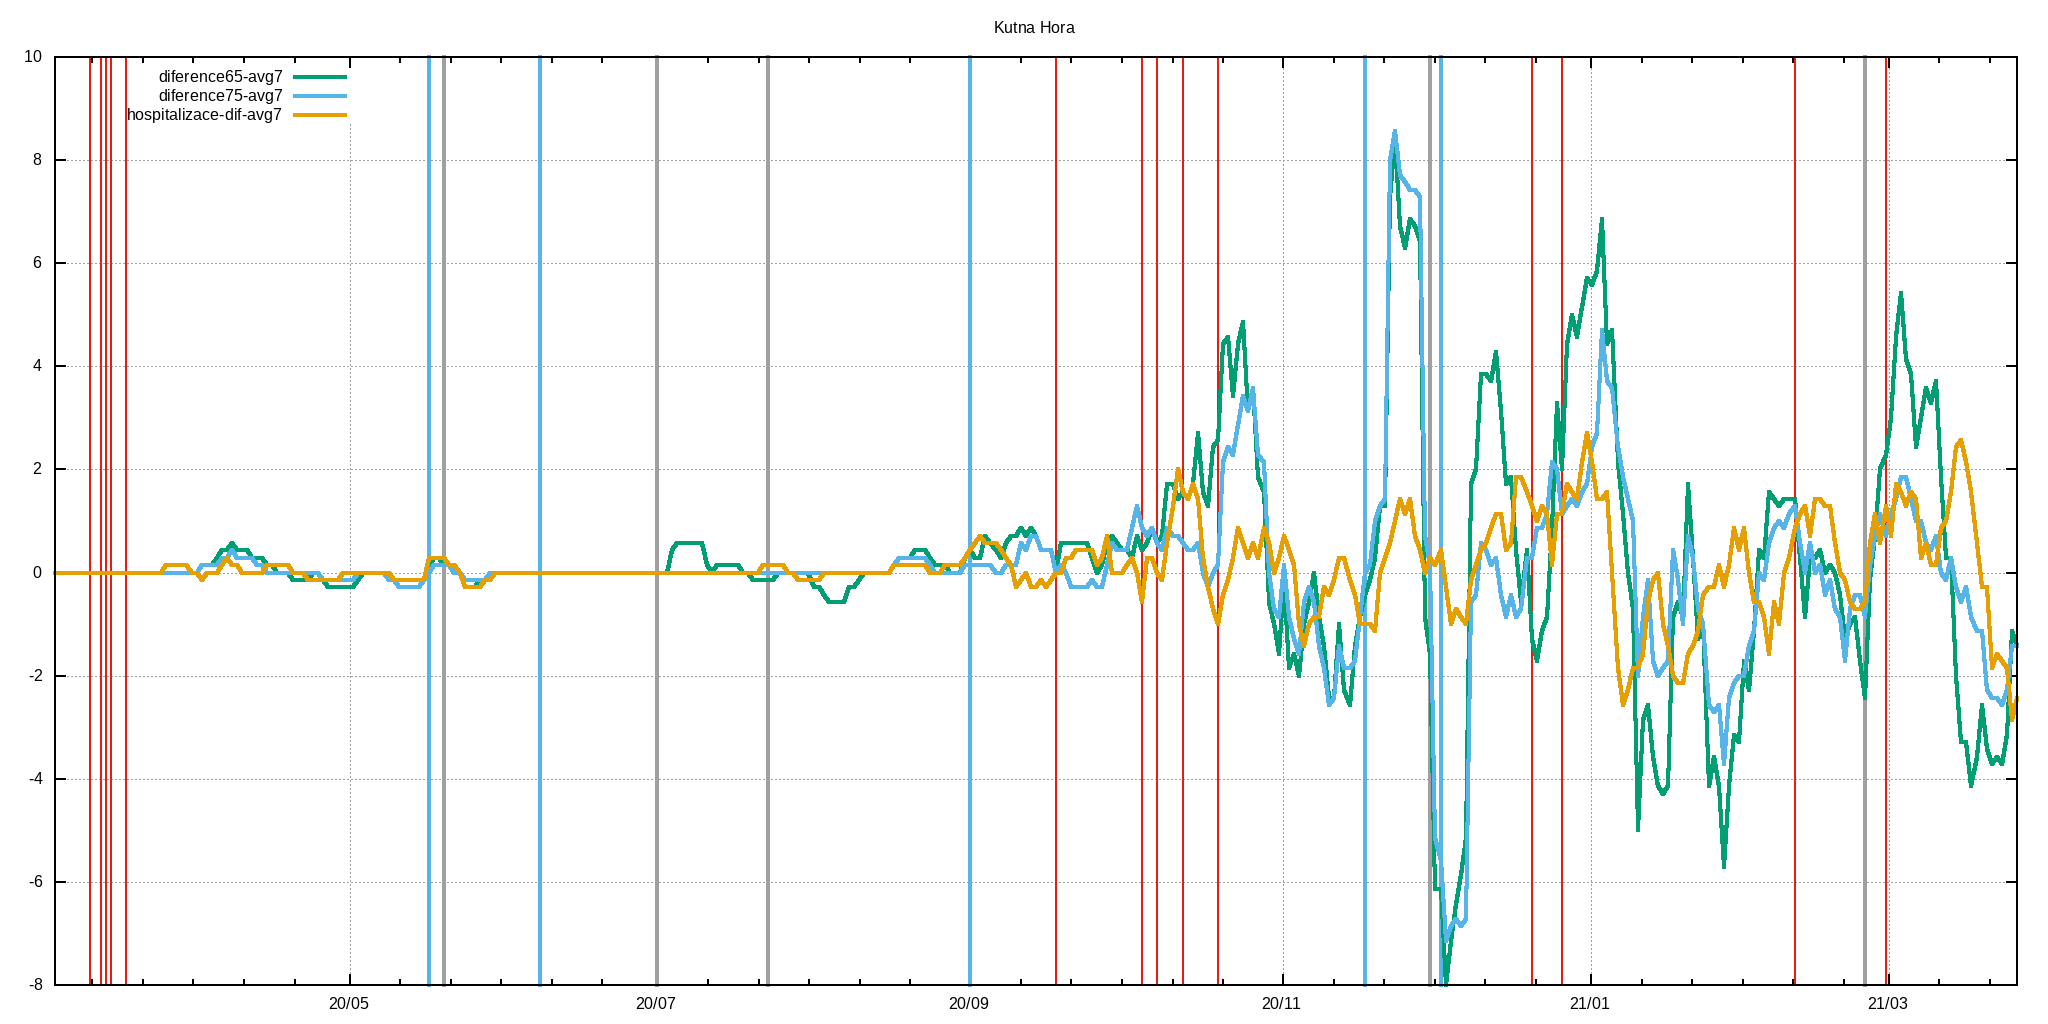 Kutna Hora
diference65-avg7
diference75-avg7
hospitalizace-dif-avg7
10
8
6
4
2
0
-2
-4
-6
-8
20/05 20/07 20/09 20/11 21/01 21/03